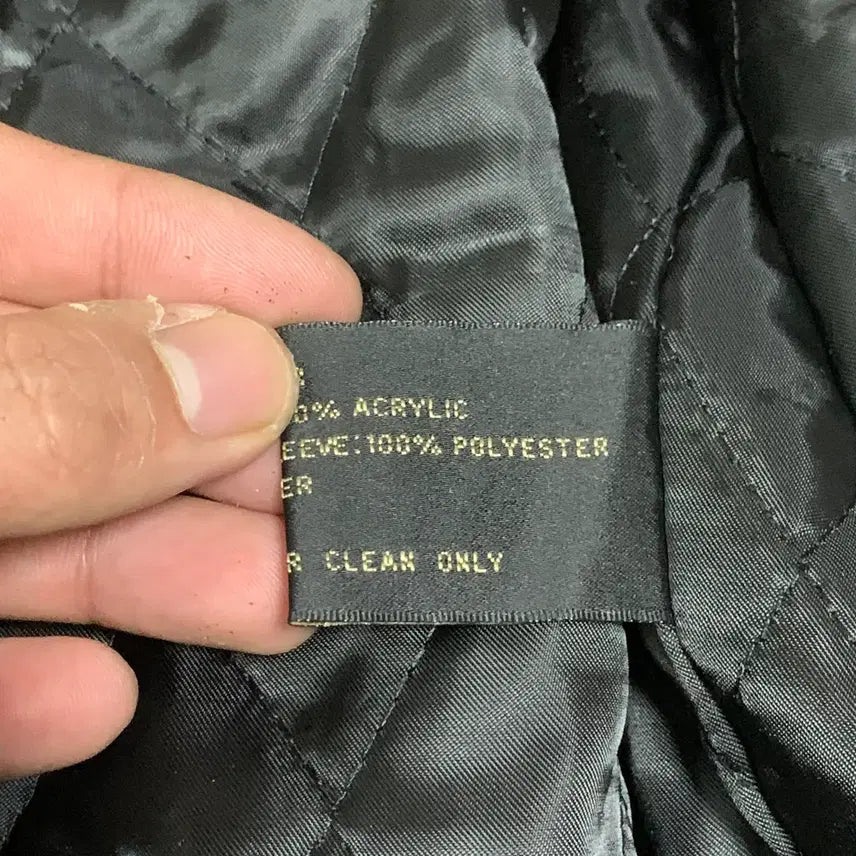 0% ACRYLIC
EEVE:100% POLYESTER
ER
R CLEAN ONLY